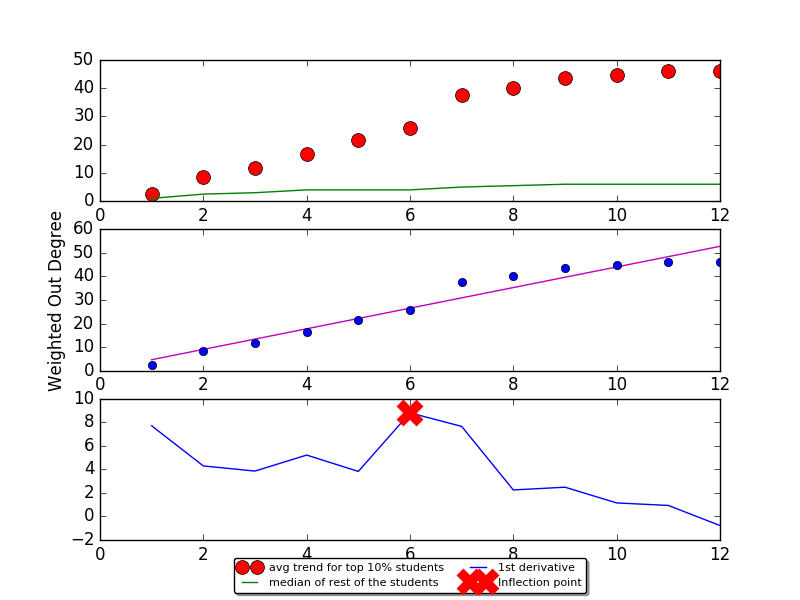 50
40
30
20
10
0
0 2 4 6 8 10 12
Weighted Out Degree
60
50
40
30
20
10
0
0 2 4 6 8 10 12
10
8
6
4
2
0
−2
0 2 4 6 8 10 12
avg trend for top 10% students
median of rest of the students
1st derivative
Inflection point